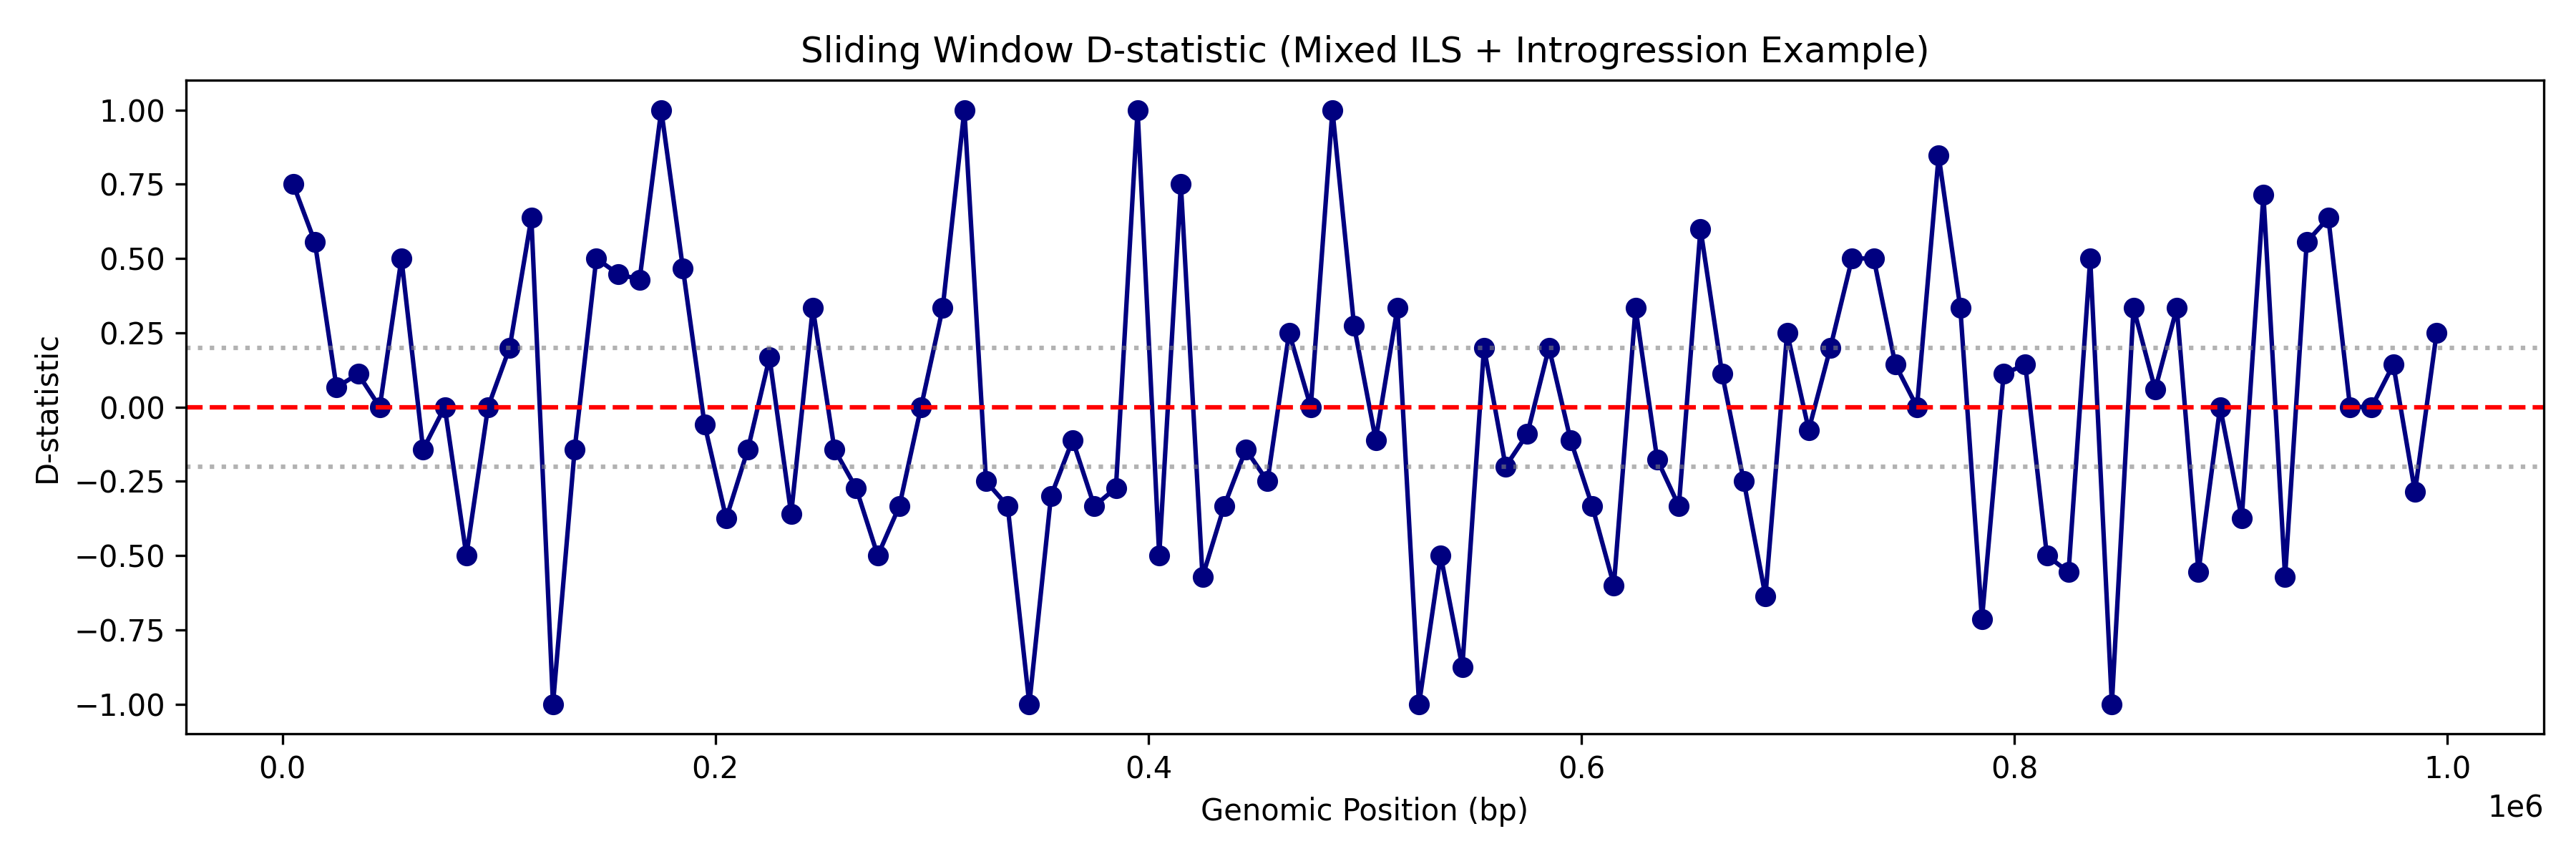 Sliding Window D-statistic (Mixed ILS + Introgression Example)
D-statistic
1.00
0.75
0.50
0.25
0.00
−0.25
−0.50
−0.75
−1.00
0.0 0.2 0.4 0.6 0.8 1.0
1e6
Genomic Position (bp)